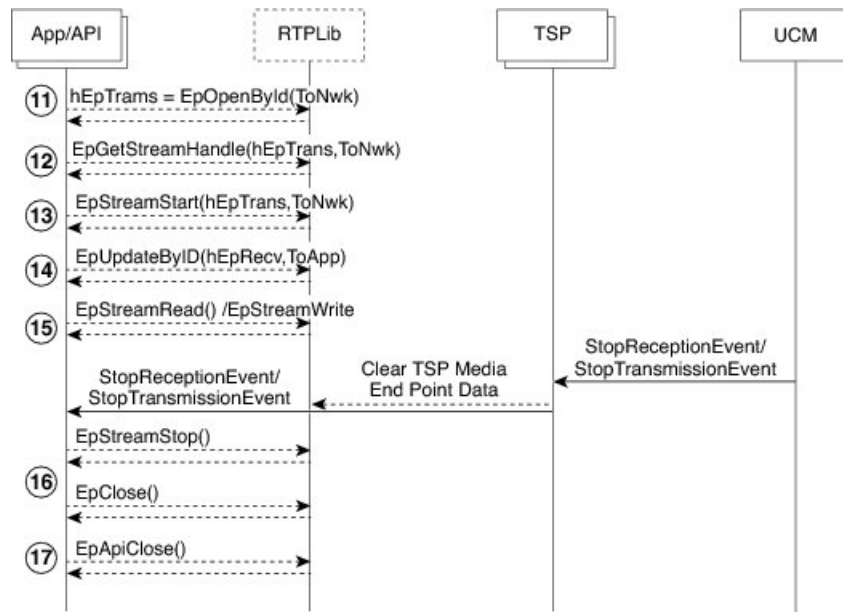 App/API
RTPLib
TSP
UCM
11
hEpTrams = EpOpenById(ToNwk)
12
EpGetStreamHandle(hEpTrans,ToNwk)
13
EpStreamStart(hEpTrans,ToNwk)
14
EpUpdateByID(hEpRecv,ToApp)
15
EpStreamRead() /EpStreamWrite
StopReceptionEvent/
StopTransmissionEvent
Clear TSP Media
End Point Data
StopReceptionEvent/
StopTransmissionEvent
EpStreamStop()
16
EpClose()
17
EpApiClose()